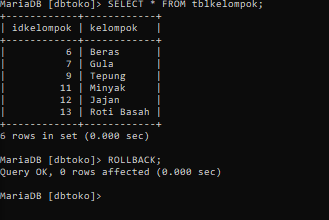 MariaDB [dbtoko]> SELECT * FROM tblkelompok;
+------------+------------+
| idkelompok | kelompok   |
+------------+------------+
|          6 | Beras      |
|          7 | Gula       |
|          9 | Tepung     |
|         11 | Minyak     |
|         12 | Jajan      |
|         13 | Roti Basah |
+------------+------------+
6 rows in set (0.000 sec)
MariaDB [dbtoko]> ROLLBACK;
Query OK, 0 rows affected (0.000 sec)
MariaDB [dbtoko]>